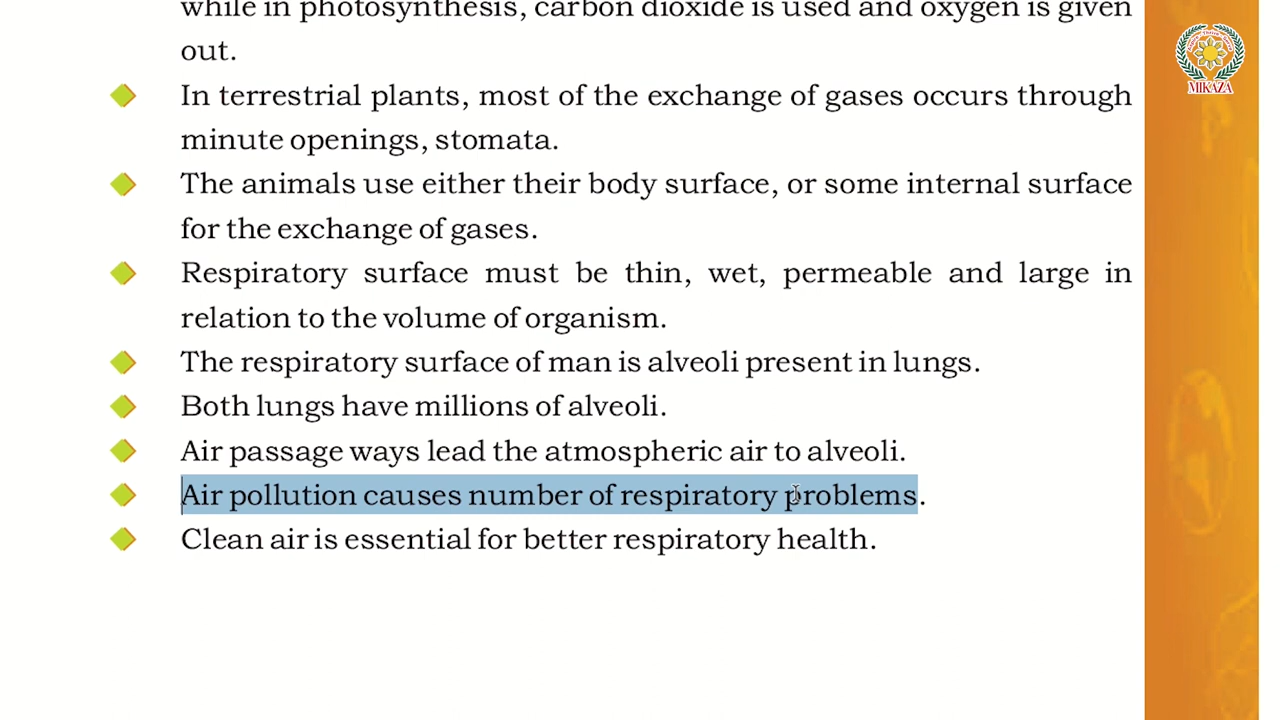 while in photosynthesis, carbon dioxide is used and oxygen is given
out.
In terrestrial plants, most of the exchange of gases occurs through
minute openings, stomata.
The animals use either their body surface, or some internal surface
for the exchange of gases.
Respiratory surface must be thin, wet, permeable and large in
relation to the volume of organism.
The respiratory surface of man is alveoli present in lungs.
Both lungs have millions of alveoli.
Air passage ways lead the atmospheric air to alveoli.
Air pollution causes number of respiratory problems.
Clean air is essential for better respiratory health.
MIKAZA